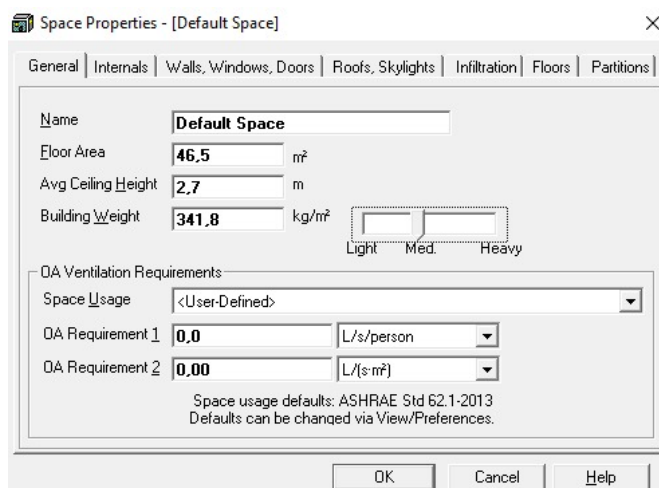 Space Properties - [Default Space]
General Internals Walls, Windows, Doors Roofs, Skylights Infiltration Floors Partitions
Name Default Space
Floor Area 46,5 m²
Avg Ceiling Height 2,7 m
Building Weight 341,8 kg/m²
Light Med. Heavy
OA Ventilation Requirements
Space Usage <User-Defined>
OA Requirement 1 0,0 L/s/person
OA Requirement 2 0,00 L/(s·m²)
Space usage defaults: ASHRAE Std 62.1-2013
Defaults can be changed via View/Preferences.
OK Cancel Help